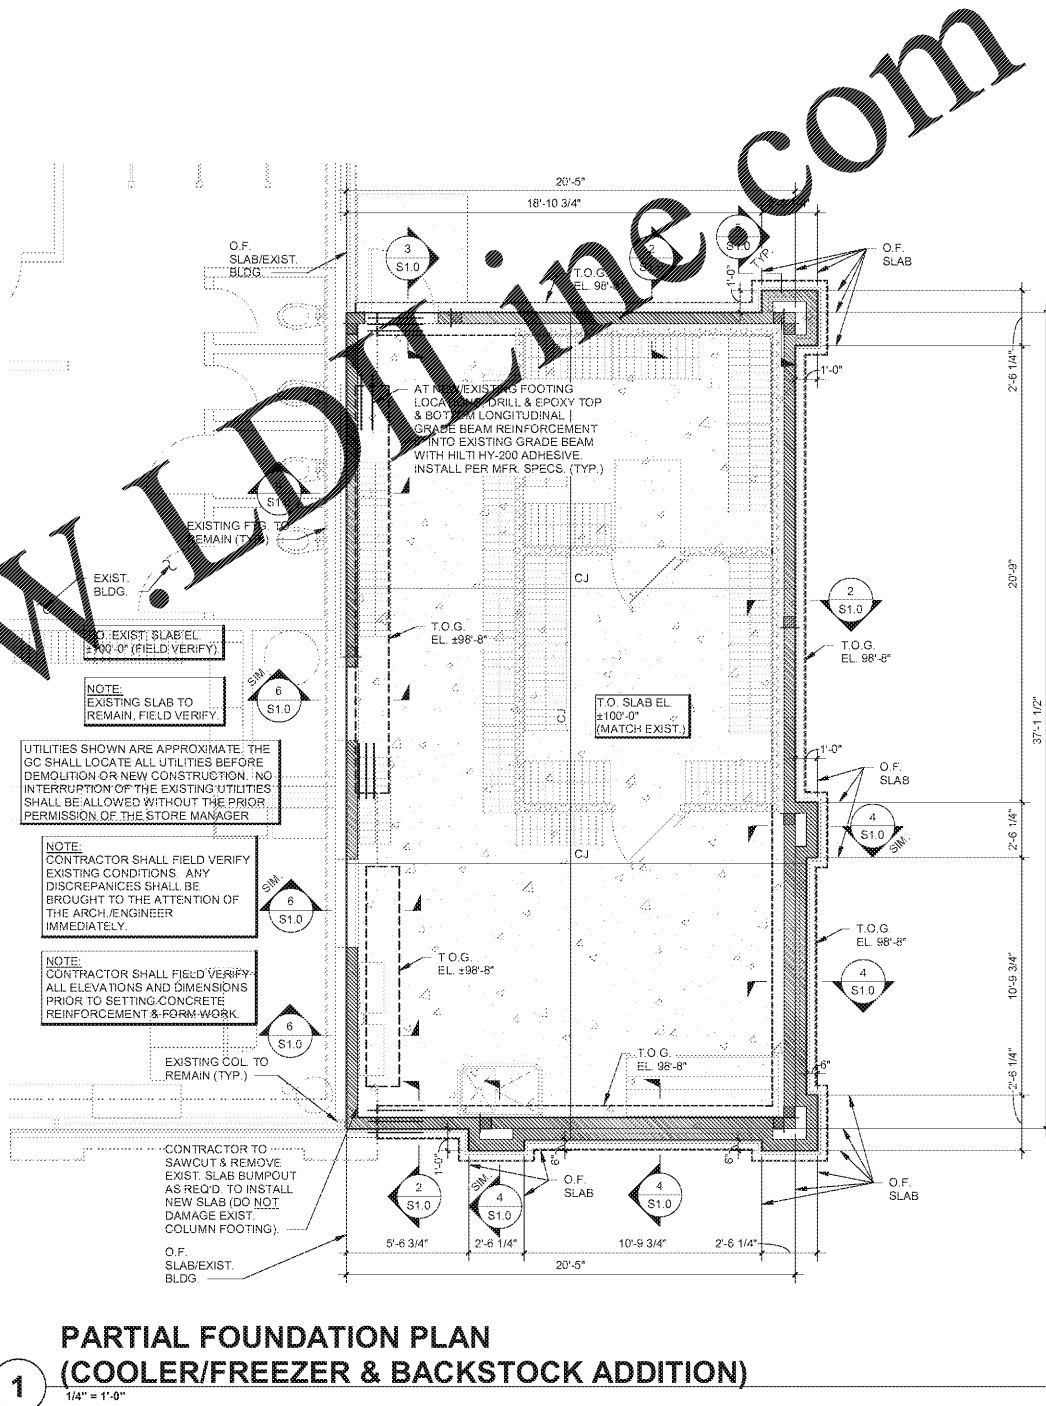 W.LDILine.com
20'-5"
18'-10 3/4"
O.F.
SLAB/EXIST.
BLDG.
3
S1.0
2
S1.0
S1.0
TYP.
1'-0"
O.F.
SLAB
T.O.G.
EL. 98'-8"
2'-6 1/4"
1'-0"
AT NEW/EXISTING FOOTING
LOCATIONS, DRILL & EPOXY TOP
& BOTTOM LONGITUDINAL
GRADE BEAM REINFORCEMENT
INTO EXISTING GRADE BEAM
WITH HILTI HY-200 ADHESIVE.
INSTALL PER MFR. SPECS. (TYP.)
S1.0
EXISTING FTG. TO
REMAIN (TYP.)
EXIST.
BLDG.
CJ
20'-9"
2
S1.0
T.O.G.
EL. ±98'-8"
T.O. EXIST. SLAB EL.
±100'-0" (FIELD VERIFY)
T.O.G.
EL. 98'-8"
NOTE:
EXISTING SLAB TO
REMAIN, FIELD VERIFY.
SIM.
6
S1.0
T.O. SLAB EL.
±100'-0"
(MATCH EXIST.)
CJ
37'-1 1/2"
UTILITIES SHOWN ARE APPROXIMATE. THE
GC SHALL LOCATE ALL UTILITIES BEFORE
DEMOLITION OR NEW CONSTRUCTION. NO
INTERRUPTION OF THE EXISTING UTILITIES
SHALL BE ALLOWED WITHOUT THE PRIOR
PERMISSION OF THE STORE MANAGER
1'-0"
O.F.
SLAB
4
S1.0
SIM.
2'-6 1/4"
NOTE:
CONTRACTOR SHALL FIELD VERIFY
EXISTING CONDITIONS. ANY
DISCREPANICES SHALL BE
BROUGHT TO THE ATTENTION OF
THE ARCH./ENGINEER
IMMEDIATELY.
CJ
SIM.
6
S1.0
T.O.G.
EL. 98'-8"
NOTE:
CONTRACTOR SHALL FIELD VERIFY
ALL ELEVATIONS AND DIMENSIONS
PRIOR TO SETTING CONCRETE
REINFORCEMENT & FORM WORK.
T.O.G.
EL. ±98'-8"
4
S1.0
10'-9 3/4"
6
S1.0
EXISTING COL. TO
REMAIN (TYP.)
T.O.G.
EL. 98'-8"
6"
2'-6 1/4"
CONTRACTOR TO
SAWCUT & REMOVE
EXIST. SLAB BUMPOUT
AS REQ'D. TO INSTALL
NEW SLAB (DO NOT
DAMAGE EXIST.
COLUMN FOOTING).
1'-0"
6"
6"
2
S1.0
SIM.
4
S1.0
O.F.
SLAB
4
S1.0
O.F.
SLAB
O.F.
SLAB/EXIST.
BLDG.
5'-6 3/4"
2'-6 1/4"
10'-9 3/4"
2'-6 1/4"
20'-5"
1
PARTIAL FOUNDATION PLAN
(COOLER/FREEZER & BACKSTOCK ADDITION)
1/4" = 1'-0"